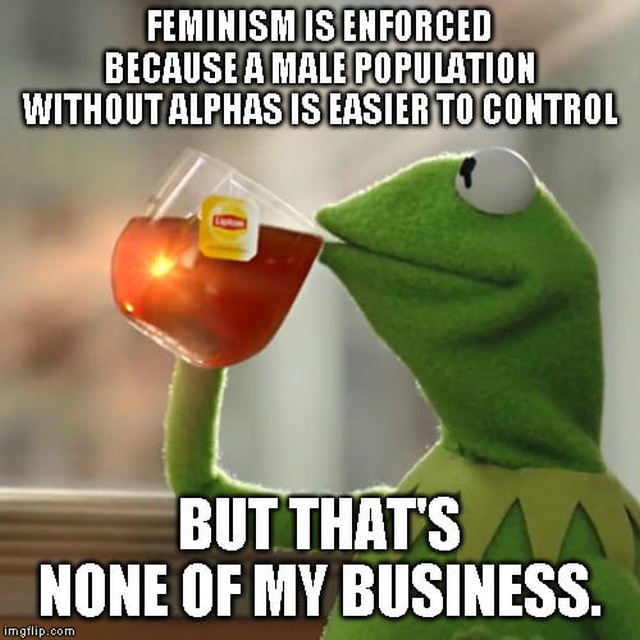 FEMINISM IS ENFORCED
BECAUSE A MALE POPULATION
WITHOUT ALPHAS IS EASIER TO CONTROL
Lipton
BUT THAT'S
NONE OF MY BUSINESS.
imgflip.com